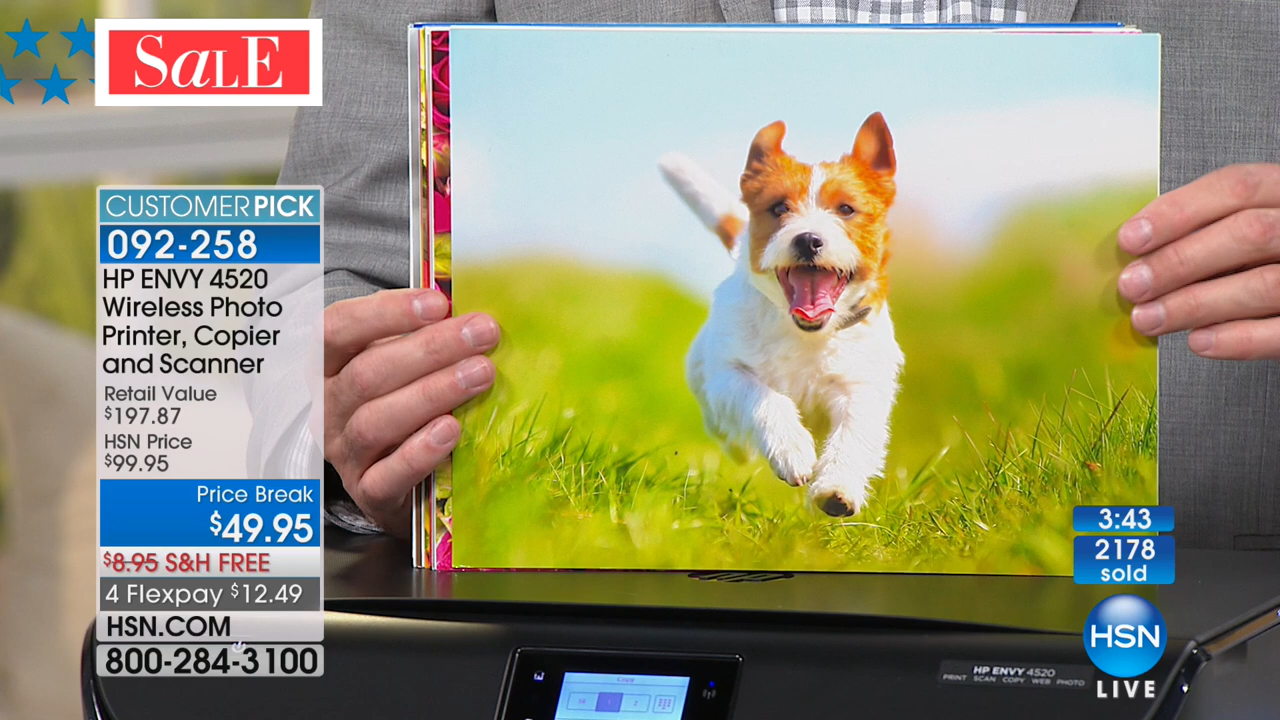 SALE
CUSTOMER PICK
092-258
HP ENVY 4520
Wireless Photo
Printer, Copier
and Scanner
Retail Value
$197.87
HSN Price
$99.95
Price Break
$49.95
$8.95 S&H FREE
4 Flexpay $12.49
HSN.COM
800-284-3100
3:43
2178
sold
HSN
LIVE
hp
Copy
HP ENVY 4520
PRINT SCAN COPY WEB PHOTO